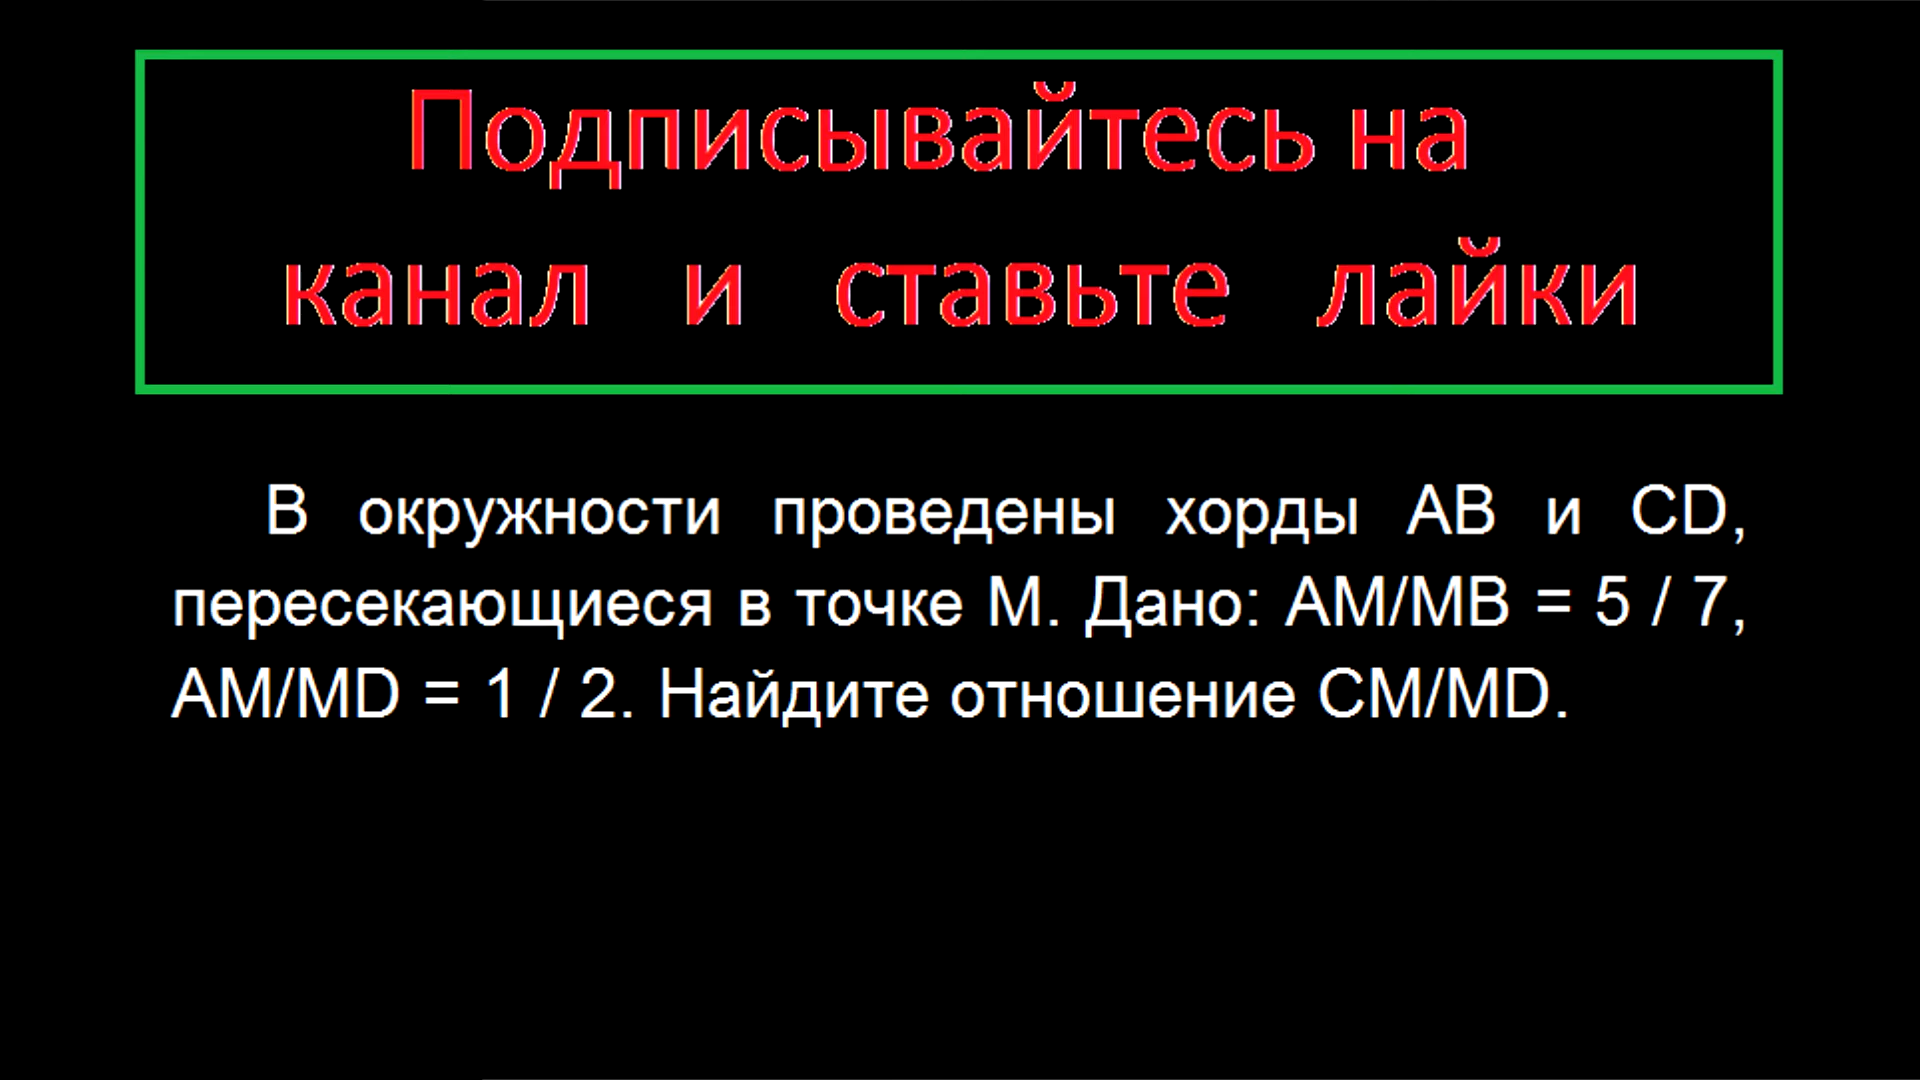 Подписывайтесь на
канал и ставьте лайки
В окружности проведены хорды AB и CD,
пересекающиеся в точке M. Дано: AM/MB = 5 / 7,
AM/MD = 1 / 2. Найдите отношение CM/MD.